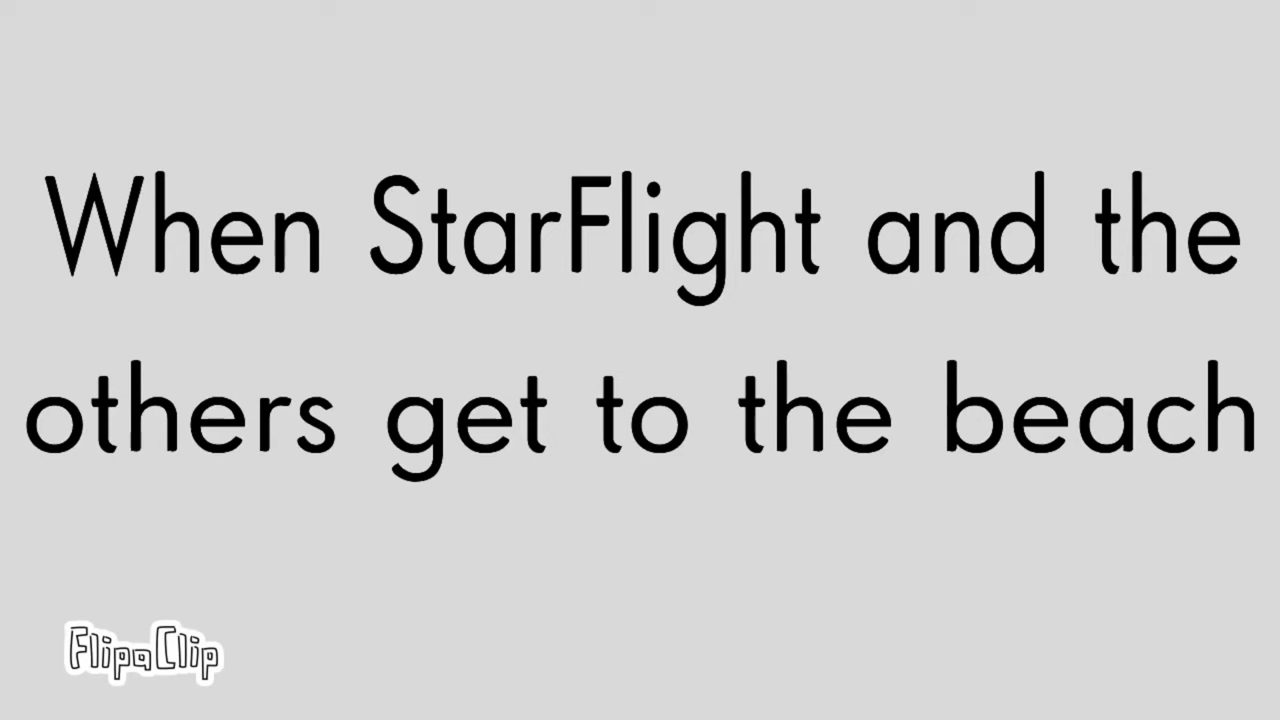 When StarFlight and the
others get to the beach
FlipaClip